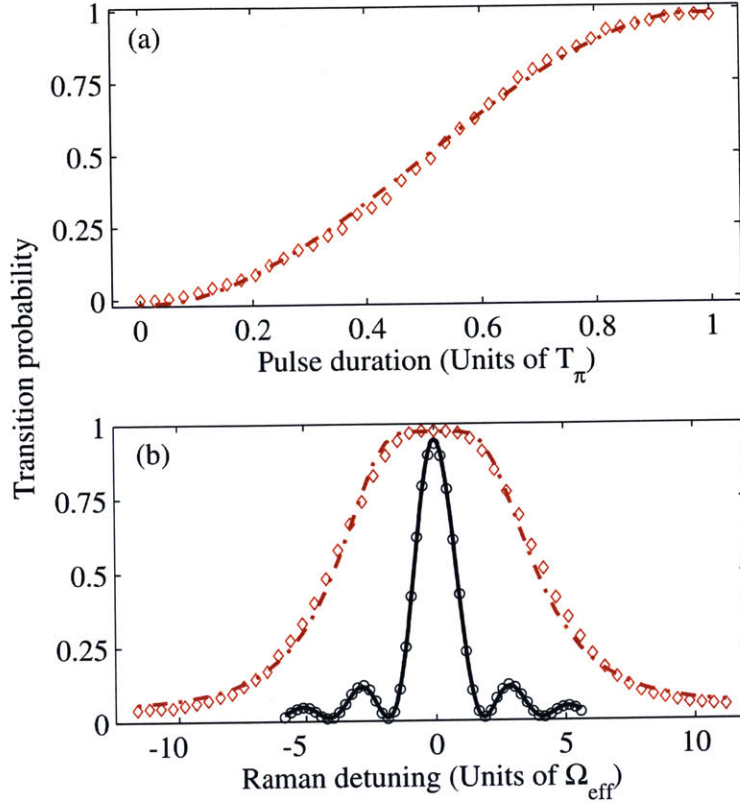 Transition probability
(a)
1
0.75
0.5
0.25
0
0 0.2 0.4 0.6 0.8 1
Pulse duration (Units of T_π)
(b)
1
0.75
0.5
0.25
0
-10 -5 0 5 10
Raman detuning (Units of Ω_eff)